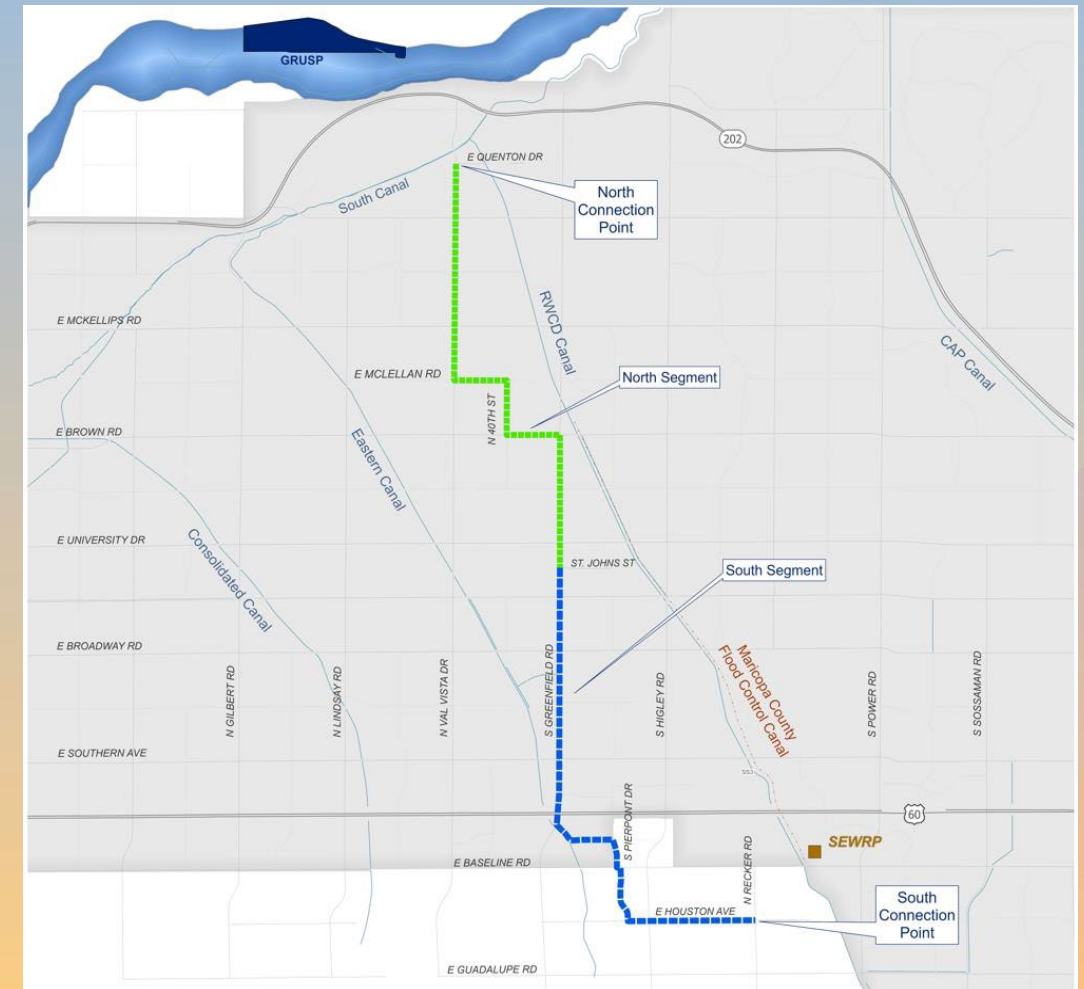 GRUSP
202
E QUENTON DR
North
Connection
Point
South Canal
RWCD Canal
E MCKELLIPS RD
CAP Canal
E MCLELLAN RD
North Segment
N 40TH ST
E BROWN RD
Eastern Canal
E UNIVERSITY DR
Consolidated Canal
ST. JOHNS ST
South Segment
E BROADWAY RD
N GILBERT RD
N LINDSAY RD
N VAL VISTA DR
S GREENFIELD RD
S HIGLEY RD
Maricopa County
Flood Control Canal
S POWER RD
S SOSSAMAN RD
E SOUTHERN AVE
S PIERPONT DR
60
SEWRP
E BASELINE RD
N RECKER RD
E HOUSTON AVE
South
Connection
Point
E GUADALUPE RD